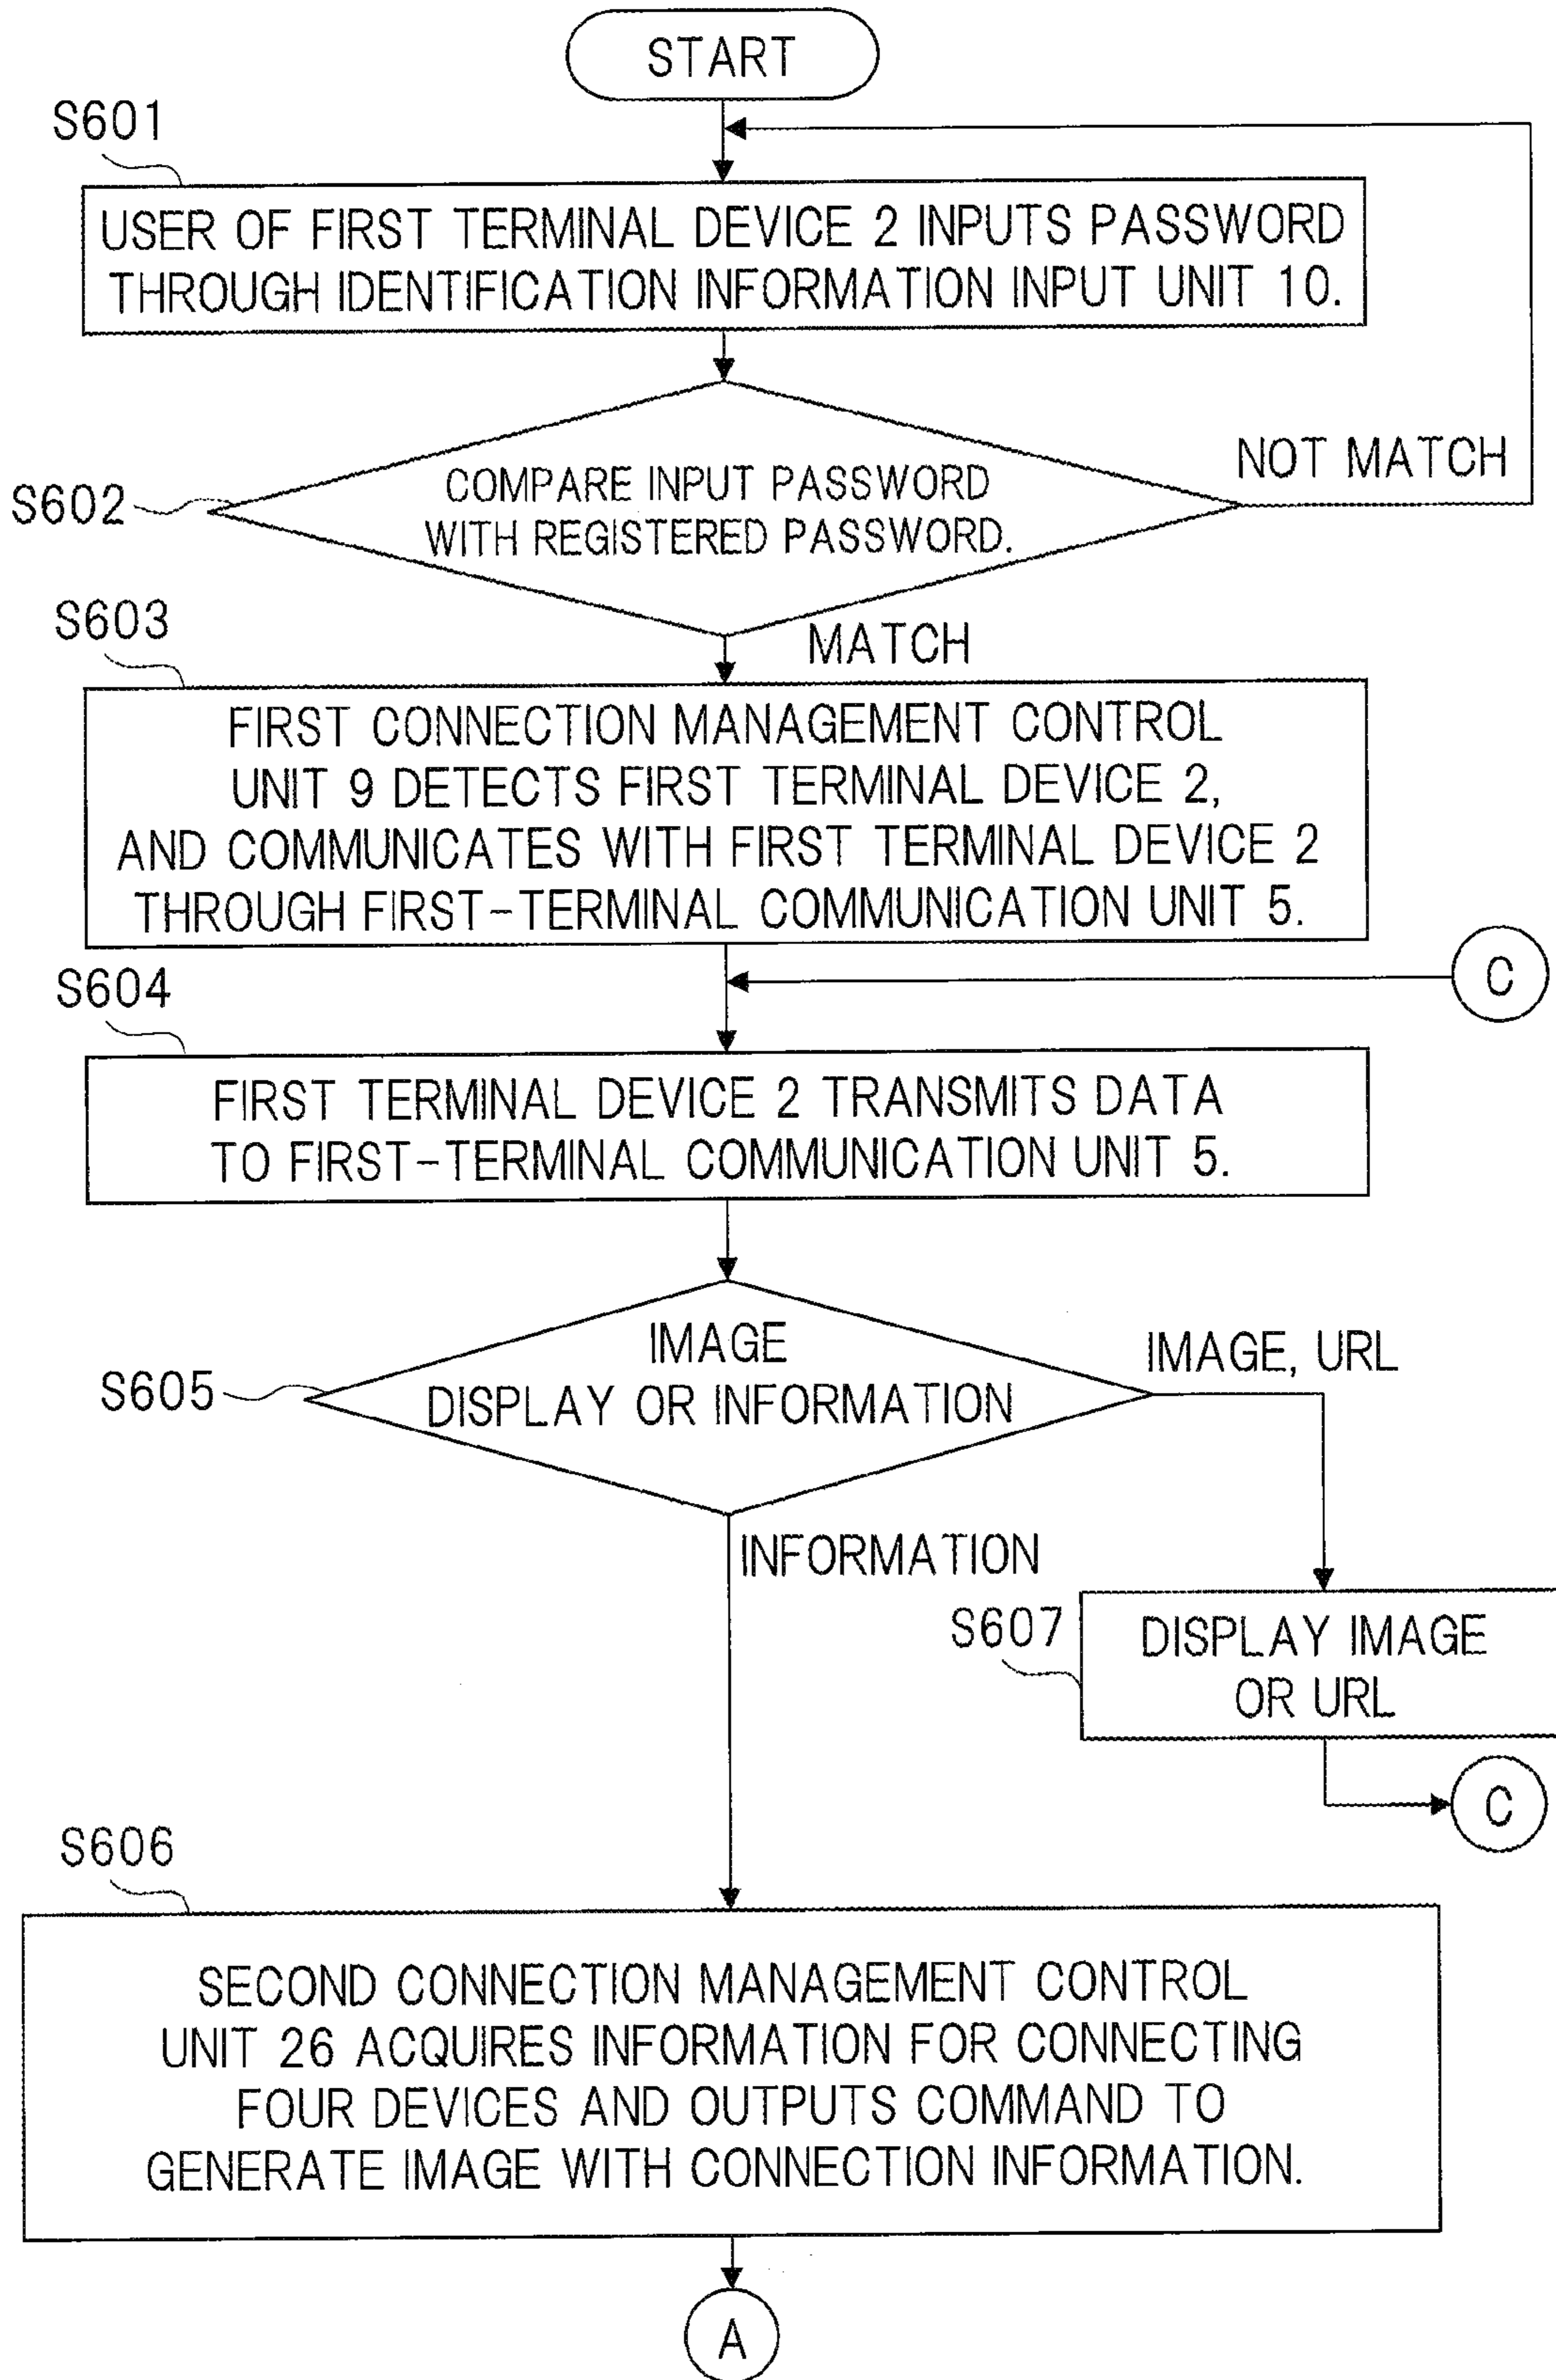 START
S601
USER OF FIRST TERMINAL DEVICE 2 INPUTS PASSWORD
THROUGH IDENTIFICATION INFORMATION INPUT UNIT 10.
S602
COMPARE INPUT PASSWORD
WITH REGISTERED PASSWORD.
NOT MATCH
MATCH
S603
FIRST CONNECTION MANAGEMENT CONTROL
UNIT 9 DETECTS FIRST TERMINAL DEVICE 2,
AND COMMUNICATES WITH FIRST TERMINAL DEVICE 2
THROUGH FIRST-TERMINAL COMMUNICATION UNIT 5.
C
S604
FIRST TERMINAL DEVICE 2 TRANSMITS DATA
TO FIRST-TERMINAL COMMUNICATION UNIT 5.
S605
IMAGE
DISPLAY OR INFORMATION
IMAGE, URL
INFORMATION
S607
DISPLAY IMAGE
OR URL
C
S606
SECOND CONNECTION MANAGEMENT CONTROL
UNIT 26 ACQUIRES INFORMATION FOR CONNECTING
FOUR DEVICES AND OUTPUTS COMMAND TO
GENERATE IMAGE WITH CONNECTION INFORMATION.
A